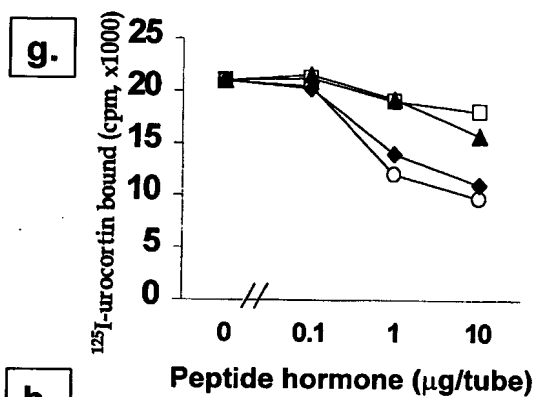 g.
¹²⁵I-urocortin bound (cpm, x1000)
25
20
15
10
5
0
0 0.1 1 10
Peptide hormone (μg/tube)